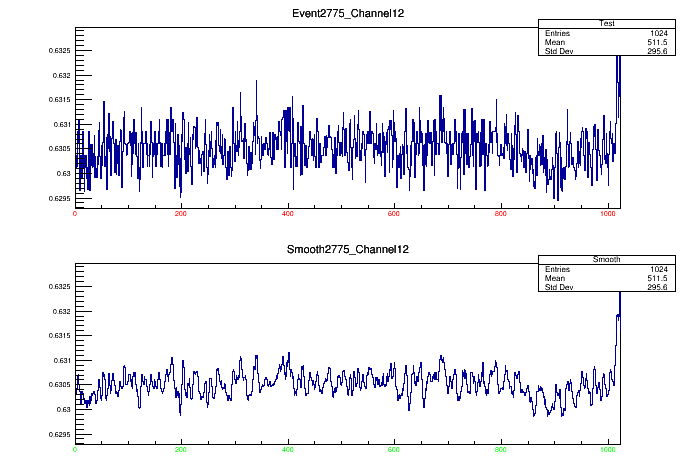 Event2775_Channel12
Test
Entries 1024
Mean 511.5
Std Dev 295.6
0.6325
0.632
0.6315
0.631
0.6305
0.63
0.6295
0 200 400 600 800 1000
Smooth2775_Channel12
Smooth
Entries 1024
Mean 511.5
Std Dev 295.6
0.6325
0.632
0.6315
0.631
0.6305
0.63
0.6295
0 200 400 600 800 1000